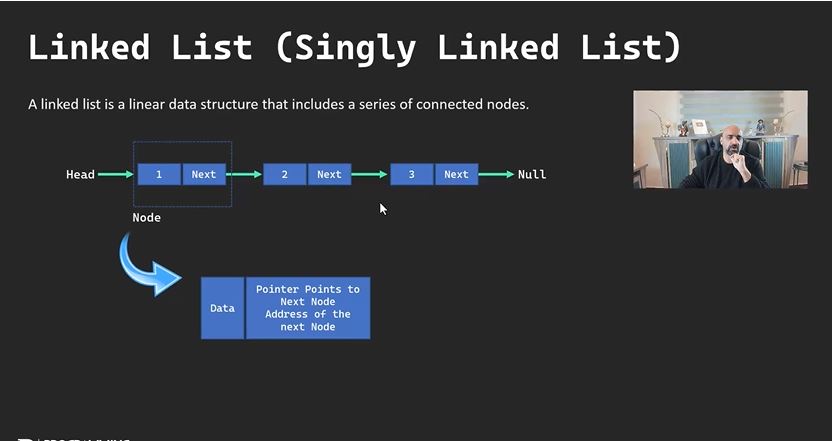 Linked List (Singly Linked List)
A linked list is a linear data structure that includes a series of connected nodes.
Head 1 Next 2 Next 3 Next Null
Node
Data
Pointer Points to
Next Node
Address of the
next Node